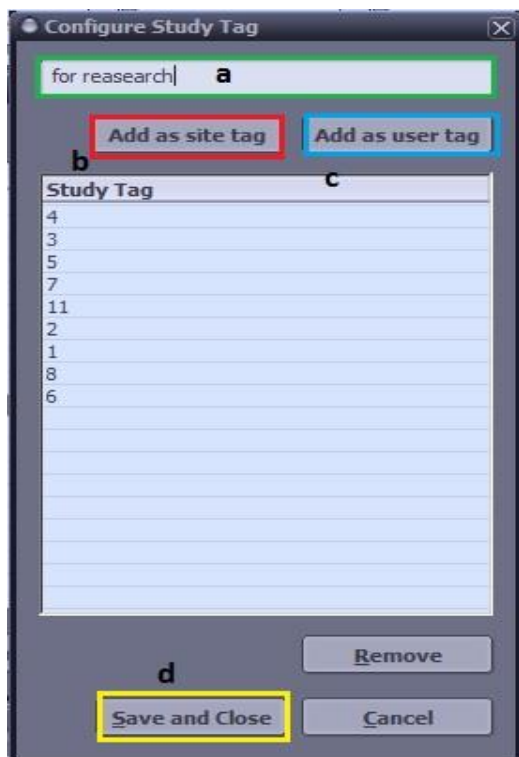 Configure Study Tag
for reasearch a
Add as site tag Add as user tag
b c
Study Tag
4
3
5
7
11
2
1
8
6
Remove
d
Save and Close Cancel